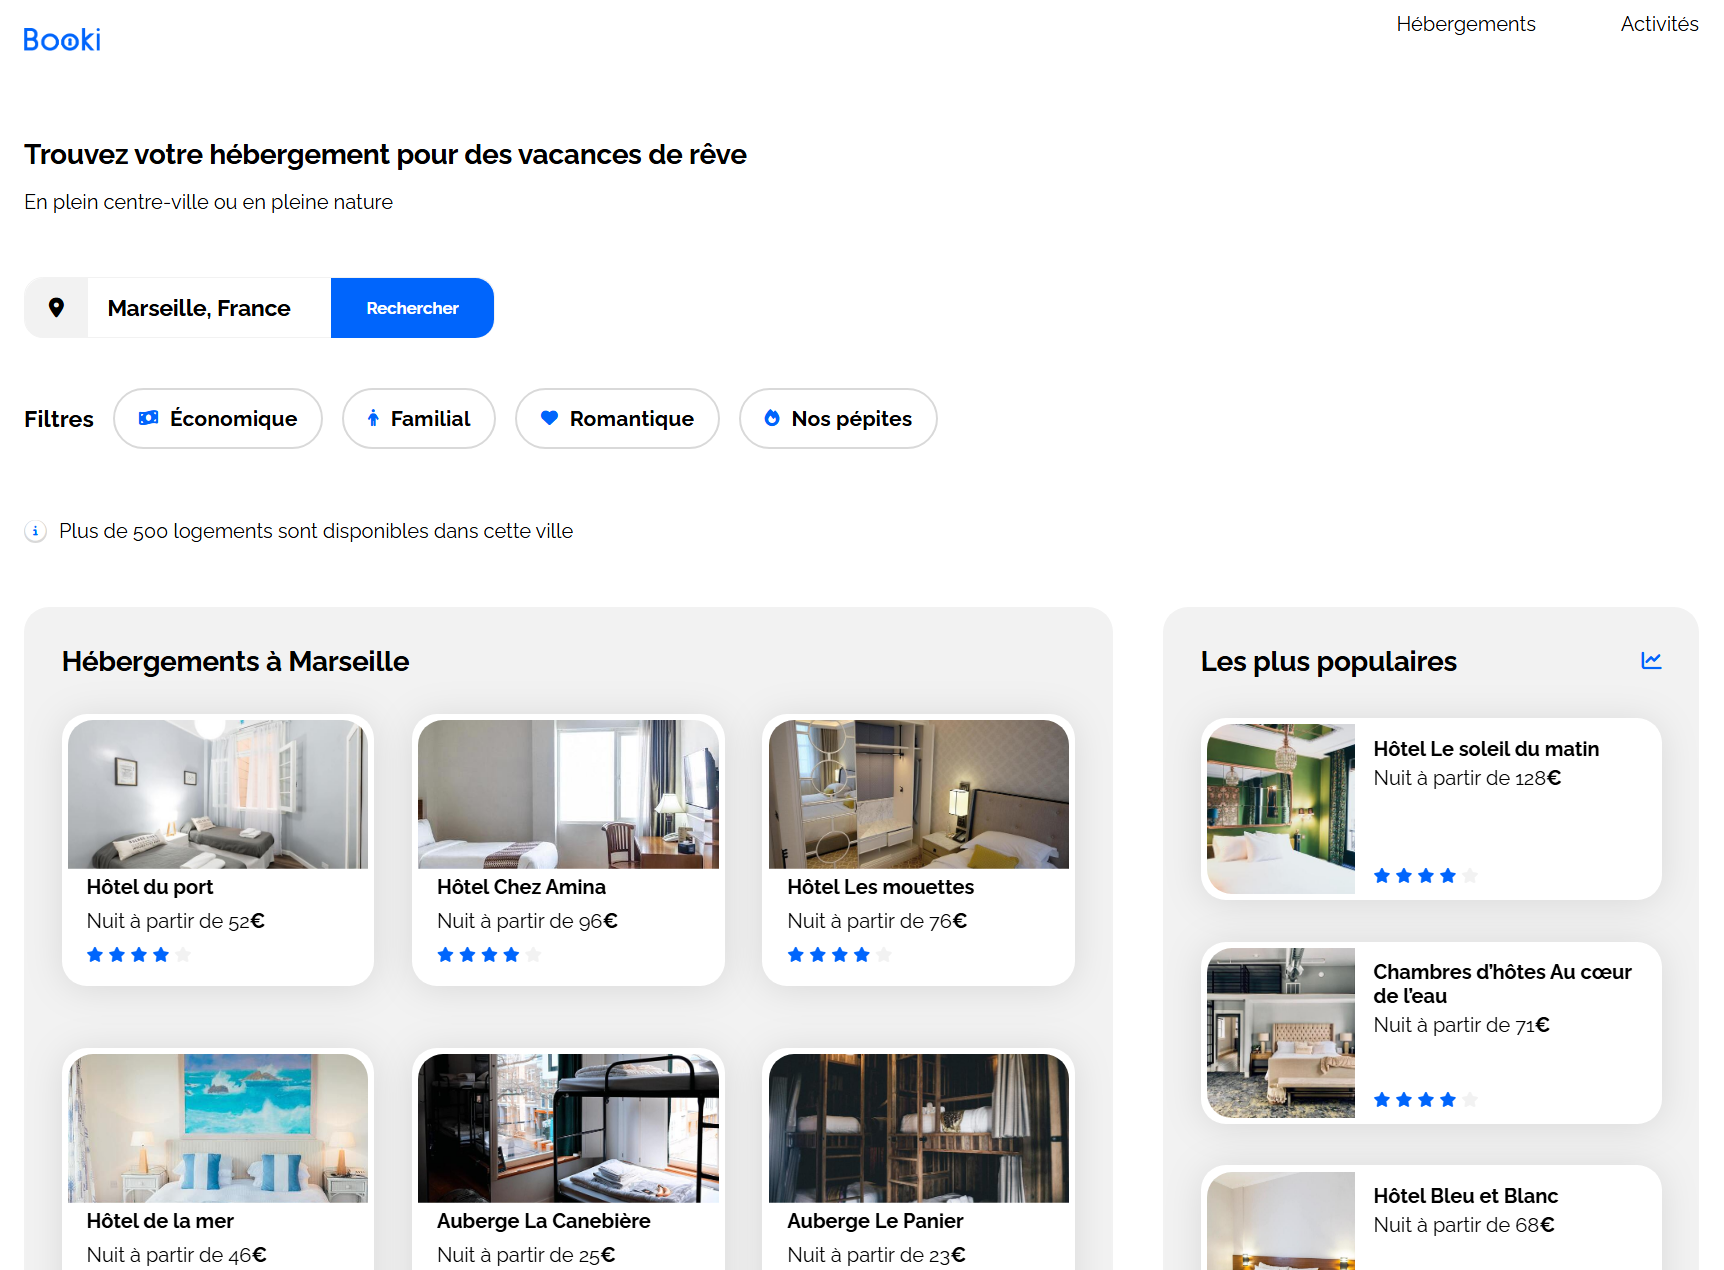 Booki
Hébergements
Activités
Trouvez votre hébergement pour des vacances de rêve
En plein centre-ville ou en pleine nature
Marseille, France
Rechercher
Filtres
Économique
Familial
Romantique
Nos pépites
Plus de 500 logements sont disponibles dans cette ville
Hébergements à Marseille
Hôtel du port
Nuit à partir de 52€
Hôtel Chez Amina
Nuit à partir de 96€
Hôtel Les mouettes
Nuit à partir de 76€
Hôtel de la mer
Nuit à partir de 46€
Auberge La Canebière
Nuit à partir de 25€
Auberge Le Panier
Nuit à partir de 23€
Les plus populaires
Hôtel Le soleil du matin
Nuit à partir de 128€
Chambres d'hôtes Au cœur
de l'eau
Nuit à partir de 71€
Hôtel Bleu et Blanc
Nuit à partir de 68€